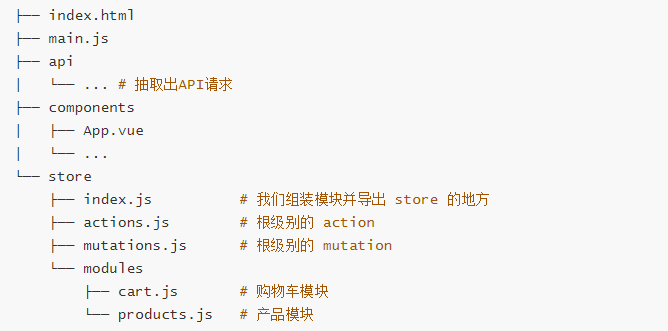 ├── index.html
├── main.js
├── api
│   └── ... # 抽取出API请求
├── components
│   ├── App.vue
│   └── ...
└── store
    ├── index.js          # 我们组装模块并导出 store 的地方
    ├── actions.js        # 根级别的 action
    ├── mutations.js      # 根级别的 mutation
    └── modules
        ├── cart.js       # 购物车模块
        └── products.js   # 产品模块